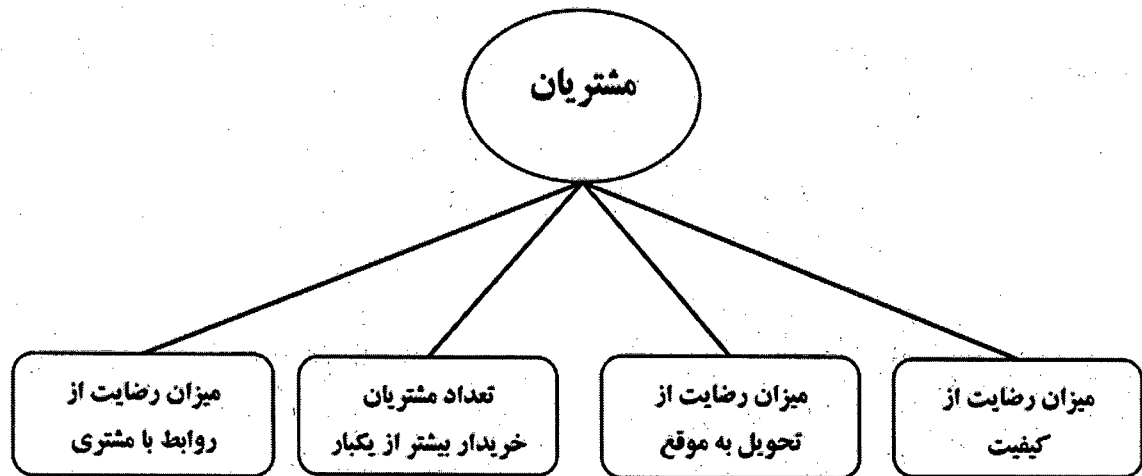 مشتریان
میزان رضایت از
کیفیت
میزان رضایت از
تحویل به موقع
تعداد مشتریان
خریدار بیشتر از یکبار
میزان رضایت از
روابط با مشتری